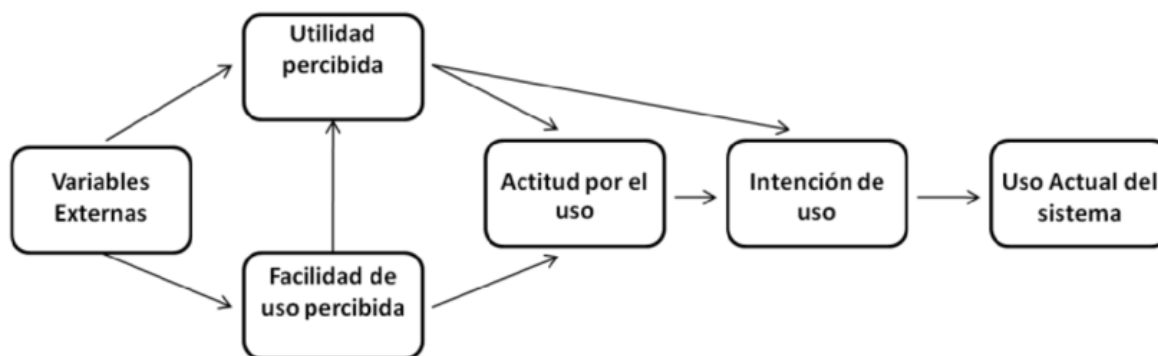 Utilidad
percibida
Variables
Externas
Facilidad de
uso percibida
Actitud por el
uso
Intención de
uso
Uso Actual del
sistema